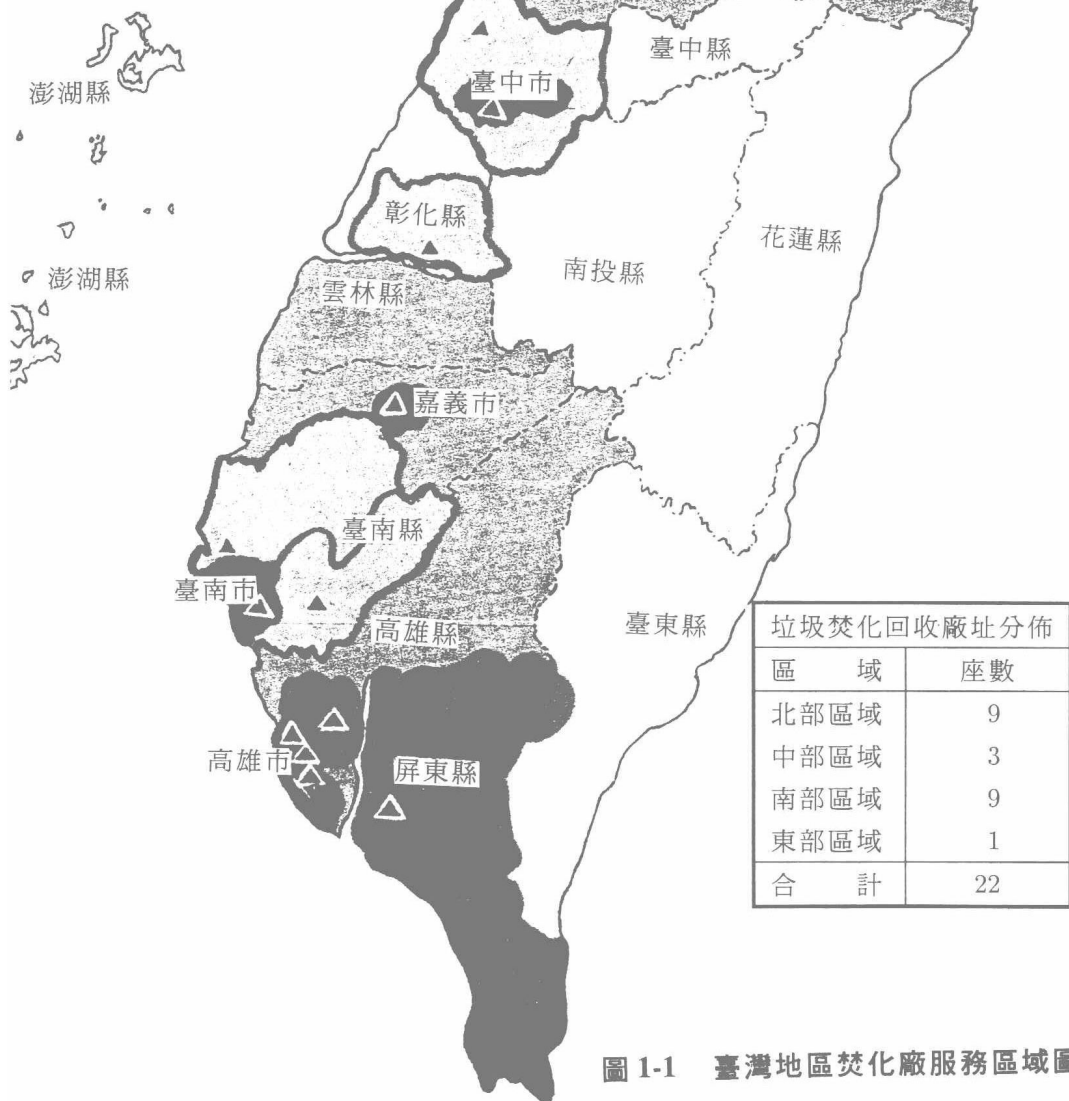 臺中縣
澎湖縣
臺中市
彰化縣
花蓮縣
南投縣
澎湖縣
雲林縣
嘉義市
臺南縣
臺南市
高雄縣
臺東縣
高雄市
屏東縣
垃圾焚化回收廠址分佈
區 域 座數
北部區域 9
中部區域 3
南部區域 9
東部區域 1
合 計 22
圖 1-1 臺灣地區焚化廠服務區域圖